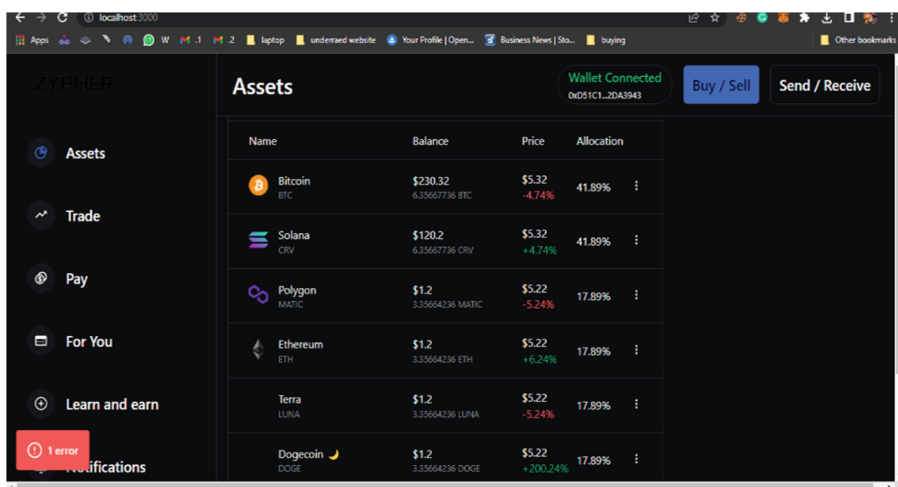 localhost:3000
Apps W M .1 M .2 laptop underraed website Your Profile | Open... Business News | Sto... buying Other bookmarks
ZYPHER
Assets
Wallet Connected
0xD51C1...2DA3943
Buy / Sell
Send / Receive
Assets
Trade
Pay
For You
Learn and earn
Notifications
1 error
Name Balance Price Allocation
Bitcoin $230.32 $5.32 41.89%
BTC 6.35667736 BTC -4.74%
Solana $120.2 $5.32 41.89%
CRV 6.35667736 CRV +4.74%
Polygon $1.2 $5.22 17.89%
MATIC 3.35664236 MATIC -5.24%
Ethereum $1.2 $5.22 17.89%
ETH 3.35664236 ETH +6.24%
Terra $1.2 $5.22 17.89%
LUNA 3.35664236 LUNA -5.24%
Dogecoin 🌙 $1.2 $5.22 17.89%
DOGE 3.35664236 DOGE +200.24%